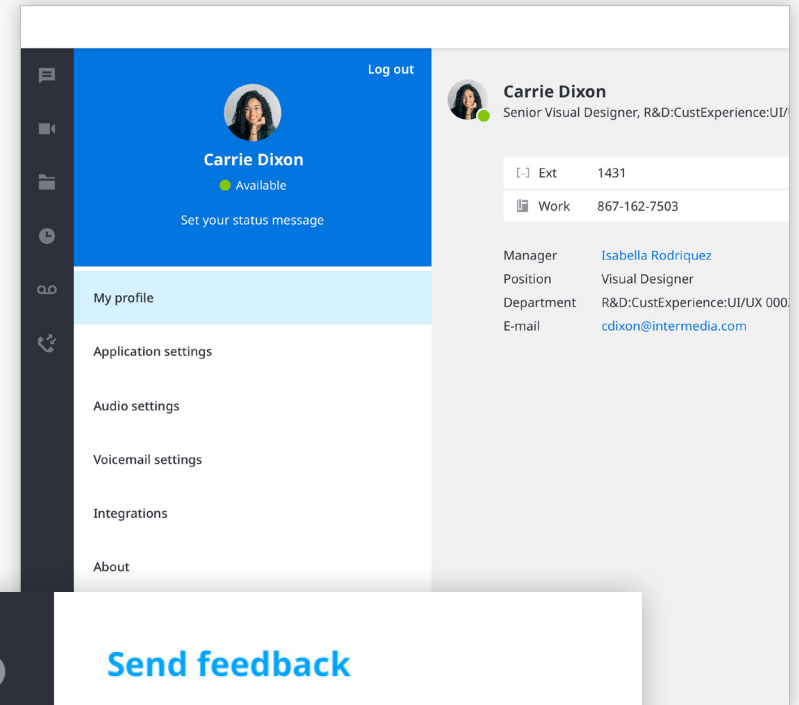 Log out
Carrie Dixon
Available
Set your status message
My profile
Application settings
Audio settings
Voicemail settings
Integrations
About
Carrie Dixon
Senior Visual Designer, R&D:CustExperience:UI/
Ext 1431
Work 867-162-7503
Manager Isabella Rodriquez
Position Visual Designer
Department R&D:CustExperience:UI/UX 000
E-mail cdixon@intermedia.com
Send feedback